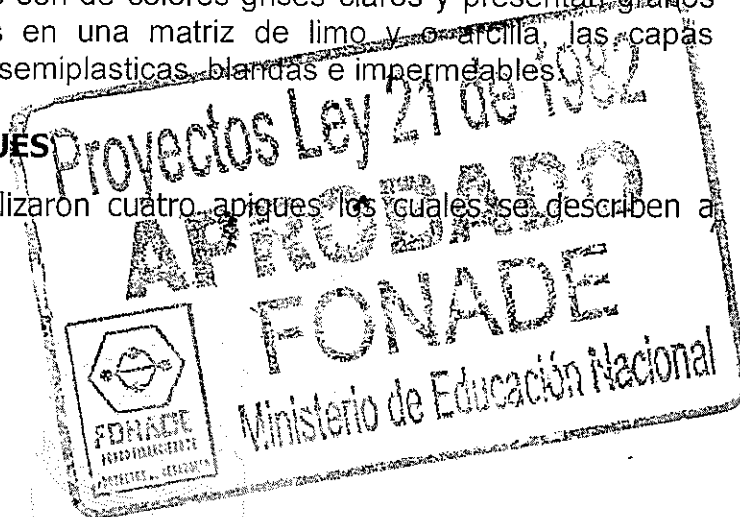 son de colores grises claros y presentan granos
en una matriz de limo y o arcilla, las capas
semiplasticas, blandas e impermeables.
Proyectos Ley 21 de 1982
lizaron cuatro apiques los cuales se describen a
APROBADO
FONADE
Ministerio de Educación Nacional
FONADE